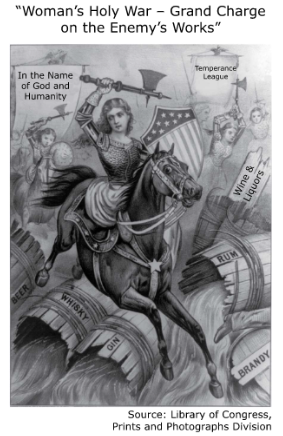 “Woman’s Holy War – Grand Charge
on the Enemy’s Works”
In the Name
of God and
Humanity
Temperance
League
Wine &
Liquors
BEER
WHISKY
GIN
RUM
BRANDY
Source: Library of Congress,
Prints and Photographs Division